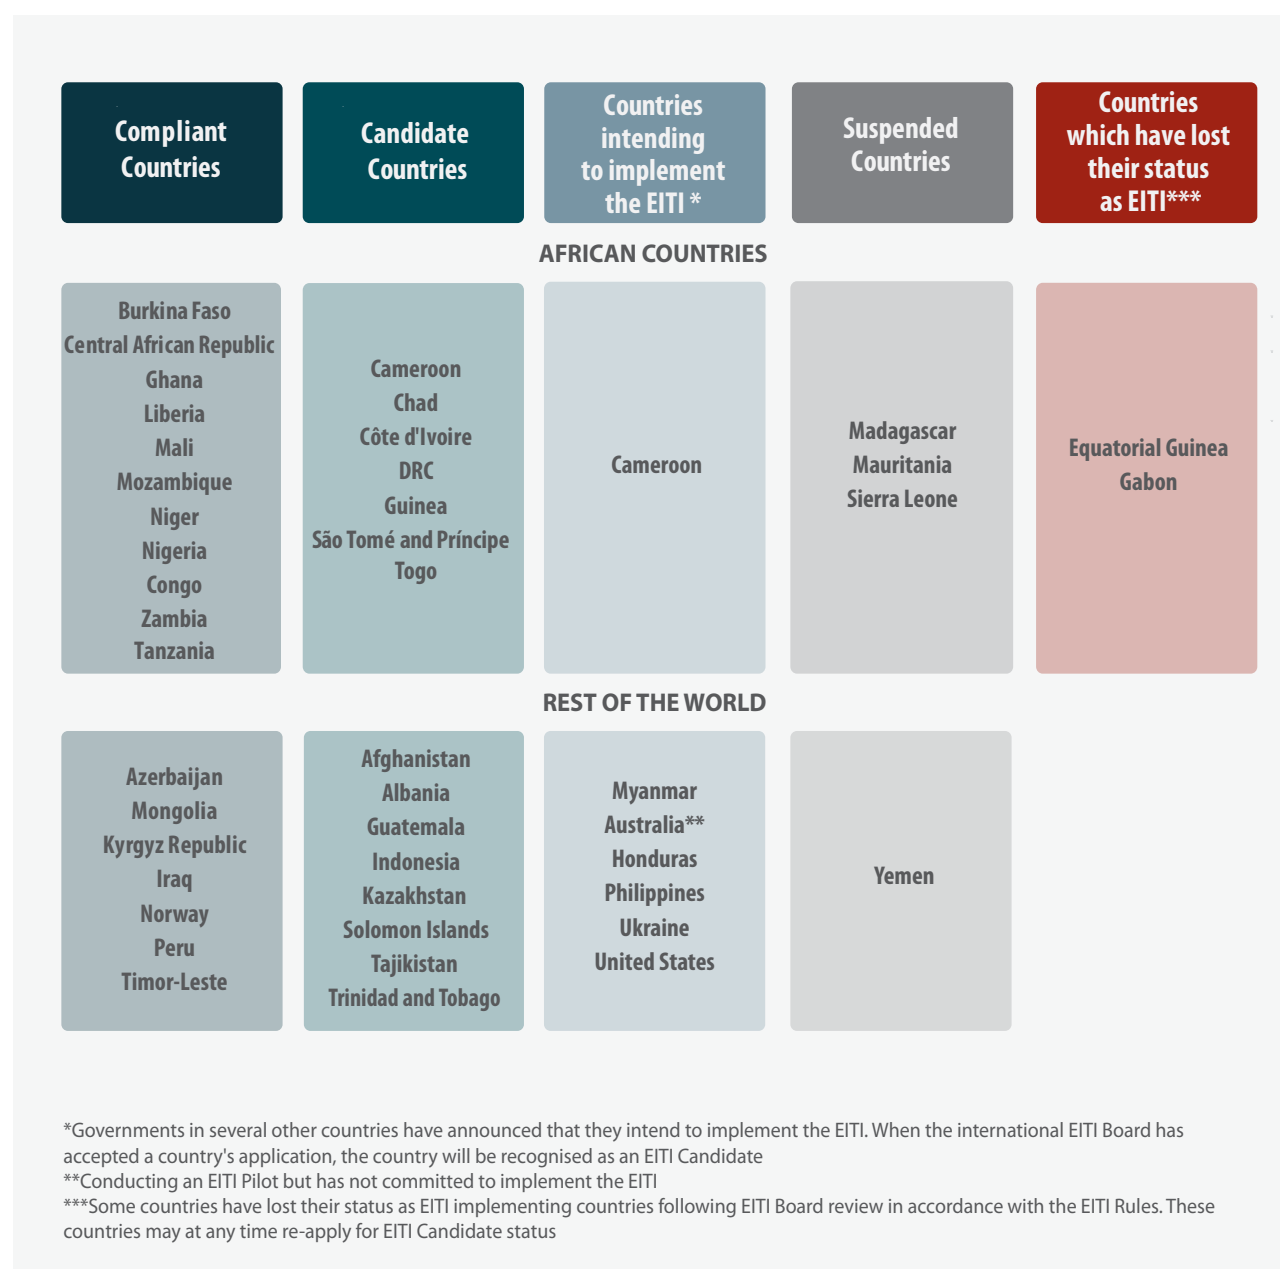 Compliant
Countries
Candidate
Countries
Countries
intending
to implement
the EITI *
Suspended
Countries
Countries
which have lost
their status
as EITI***
AFRICAN COUNTRIES
Burkina Faso
Central African Republic
Ghana
Liberia
Mali
Mozambique
Niger
Nigeria
Congo
Zambia
Tanzania
Cameroon
Chad
Côte d'Ivoire
DRC
Guinea
São Tomé and Príncipe
Togo
Cameroon
Madagascar
Mauritania
Sierra Leone
Equatorial Guinea
Gabon
REST OF THE WORLD
Azerbaijan
Mongolia
Kyrgyz Republic
Iraq
Norway
Peru
Timor-Leste
Afghanistan
Albania
Guatemala
Indonesia
Kazakhstan
Solomon Islands
Tajikistan
Trinidad and Tobago
Myanmar
Australia**
Honduras
Philippines
Ukraine
United States
Yemen
*Governments in several other countries have announced that they intend to implement the EITI. When the international EITI Board has
accepted a country's application, the country will be recognised as an EITI Candidate
**Conducting an EITI Pilot but has not committed to implement the EITI
***Some countries have lost their status as EITI implementing countries following EITI Board review in accordance with the EITI Rules. These
countries may at any time re-apply for EITI Candidate status